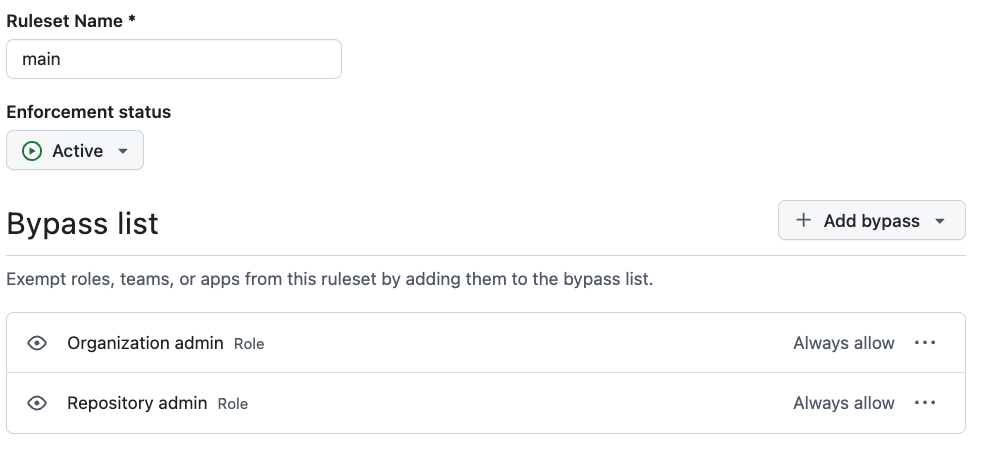 Ruleset Name *
main
Enforcement status
Active
Bypass list
Add bypass
Exempt roles, teams, or apps from this ruleset by adding them to the bypass list.
Organization admin Role Always allow
Repository admin Role Always allow